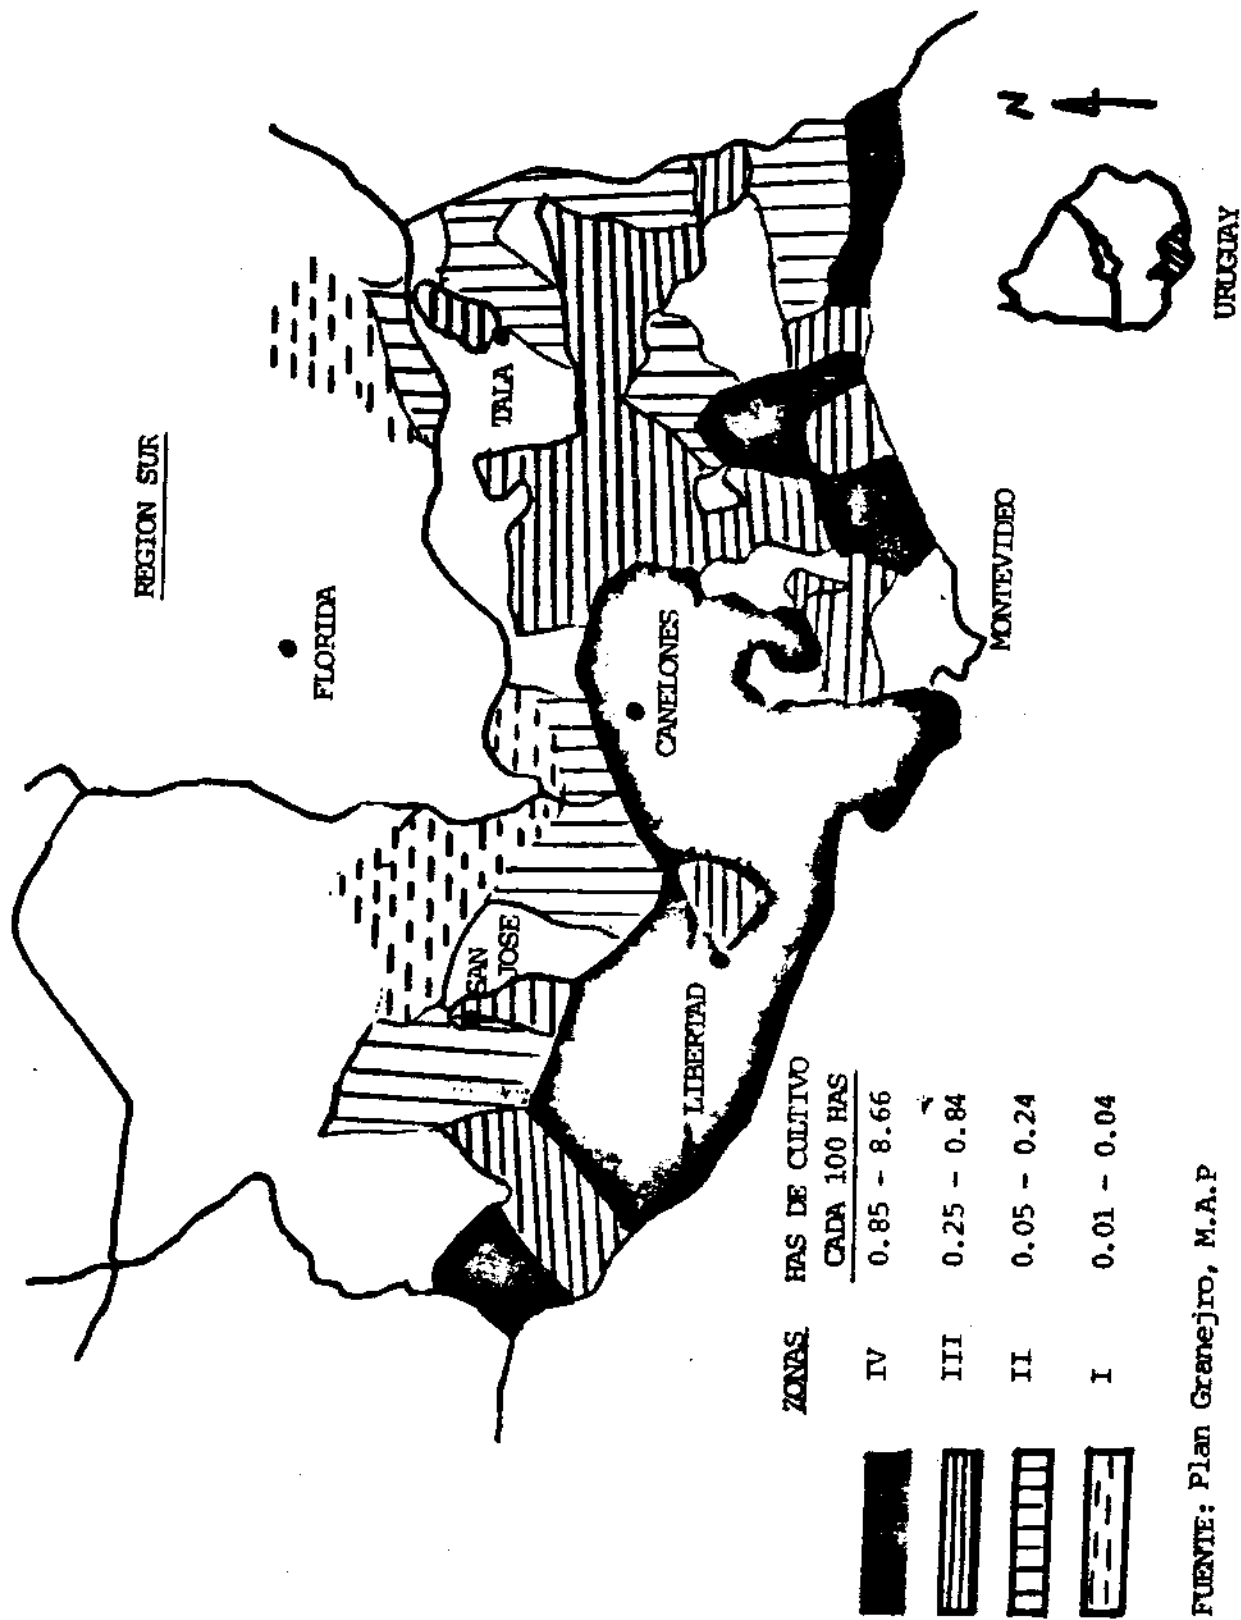 REGION SUR
FLORIDA
TALA
SAN
JOSE
CANELONES
LIBERTAD
MONTEVIDEO
N
URUGUAY
ZONAS HAS DE CULTIVO
CADA 100 HAS
IV 0.85 - 8.66
III 0.25 - 0.84
II 0.05 - 0.24
I 0.01 - 0.04
FUENTE: Plan Granejro, M.A.P